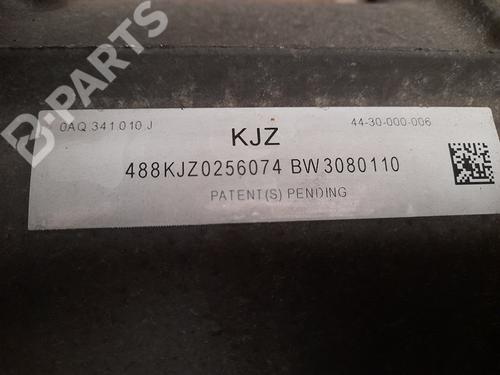 B-PARTS
0AQ 341 010 J
44-30-000-006
KJZ
488KJZ0256074 BW3080110
PATENT(S) PENDING